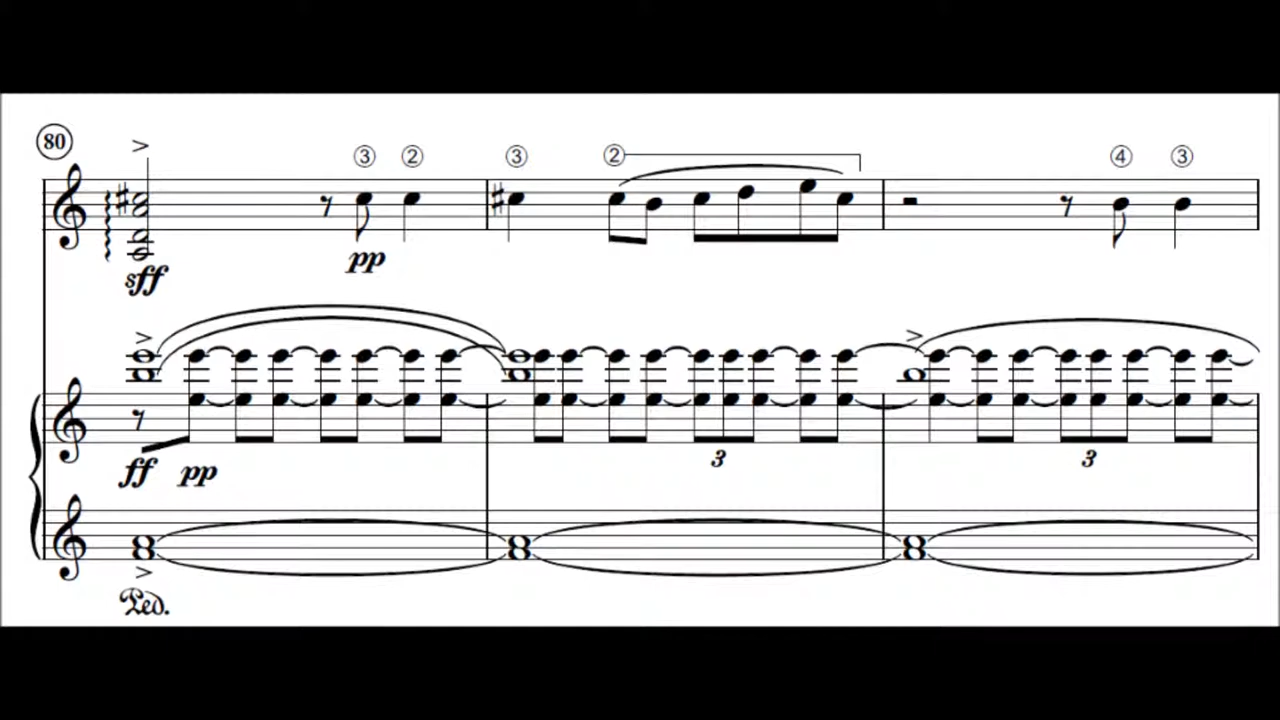 80
③ ② ③ ② ④ ③
sff pp
ff pp 3 3
Ped.